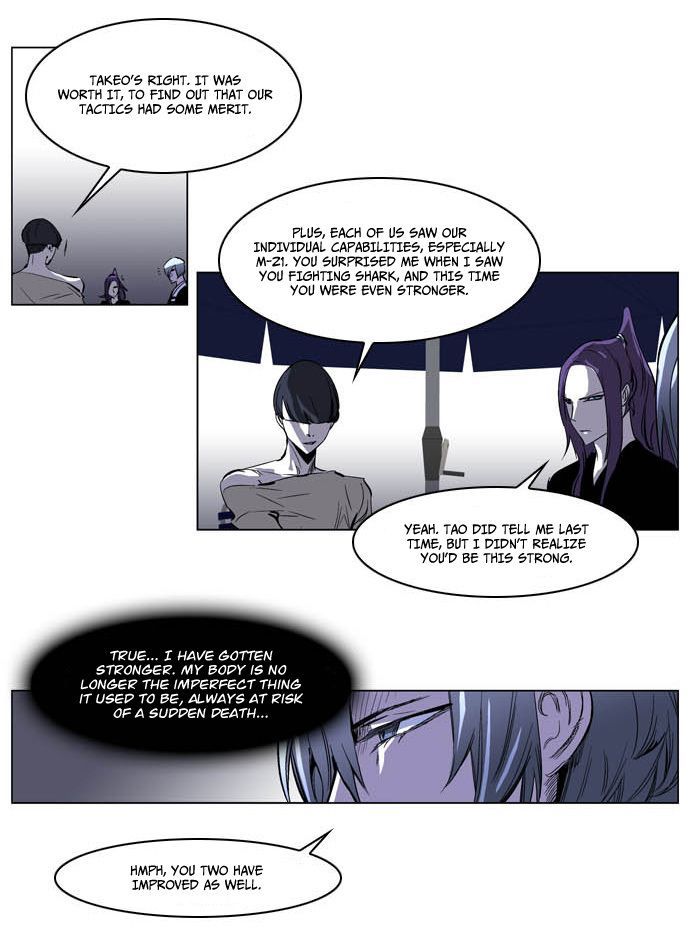 TAKEO'S RIGHT. IT WAS
WORTH IT, TO FIND OUT THAT OUR
TACTICS HAD SOME MERIT.
PLUS, EACH OF US SAW OUR
INDIVIDUAL CAPABILITIES, ESPECIALLY
M-21. YOU SURPRISED ME WHEN I SAW
YOU FIGHTING SHARK, AND THIS TIME
YOU WERE EVEN STRONGER.
YEAH. TAO DID TELL ME LAST
TIME, BUT I DIDN'T REALIZE
YOU'D BE THIS STRONG.
TRUE... I HAVE GOTTEN
STRONGER. MY BODY IS NO
LONGER THE IMPERFECT THING
IT USED TO BE, ALWAYS AT RISK
OF A SUDDEN DEATH...
HMPH, YOU TWO HAVE
IMPROVED AS WELL.